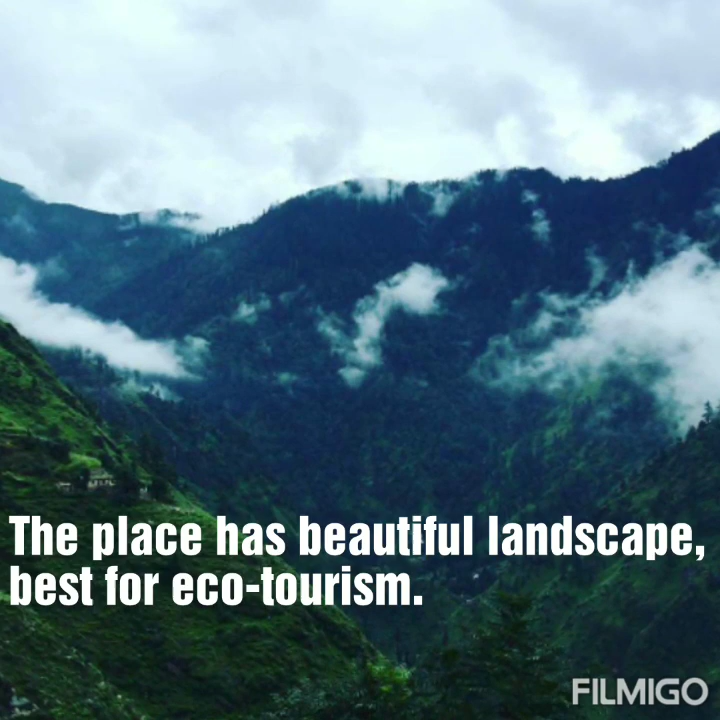 The place has beautiful landscape,
best for eco-tourism.
FILMIGO